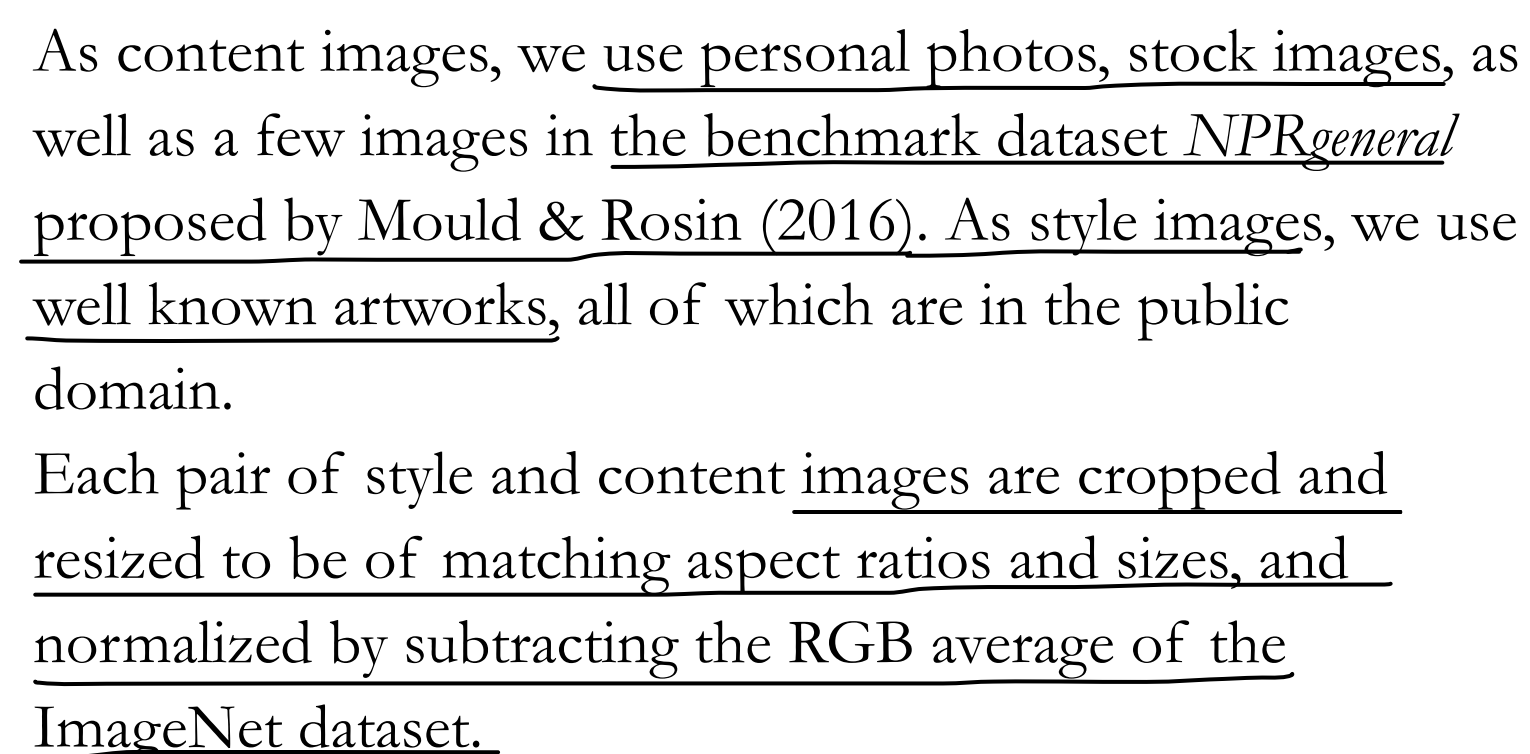 As content images, we use personal photos, stock images, as
well as a few images in the benchmark dataset NPRgeneral
proposed by Mould & Rosin (2016). As style images, we use
well known artworks, all of which are in the public
domain.
Each pair of style and content images are cropped and
resized to be of matching aspect ratios and sizes, and
normalized by subtracting the RGB average of the
ImageNet dataset.